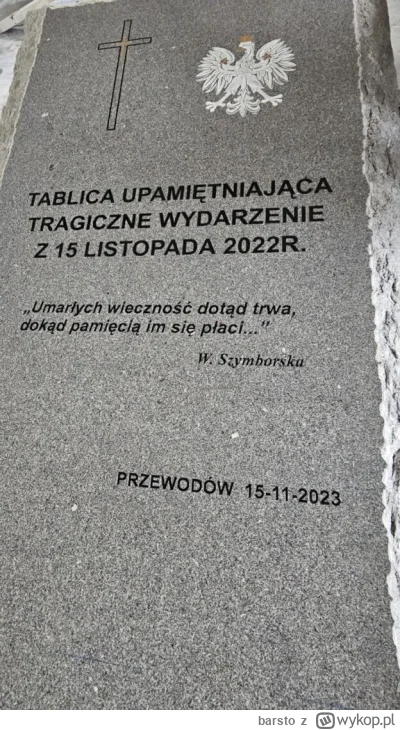 TABLICA UPAMIĘTNIAJĄCA
TRAGICZNE WYDARZENIE
Z 15 LISTOPADA 2022R.
„Umarłych wieczność dotąd trwa,
dokąd pamięcią im się płaci..."
W. Szymborska
PRZEWODÓW 15-11-2023
barsto z wykop.pl